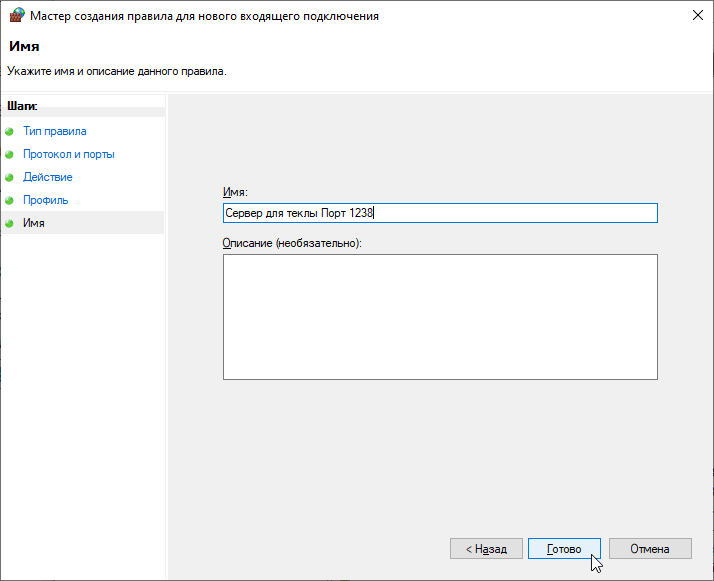 Мастер создания правила для нового входящего подключения
Имя
Укажите имя и описание данного правила.
Шаги:
Тип правила
Протокол и порты
Действие
Профиль
Имя
Имя:
Сервер для теклы Порт 1238
Описание (необязательно):
< Назад
Готово
Отмена